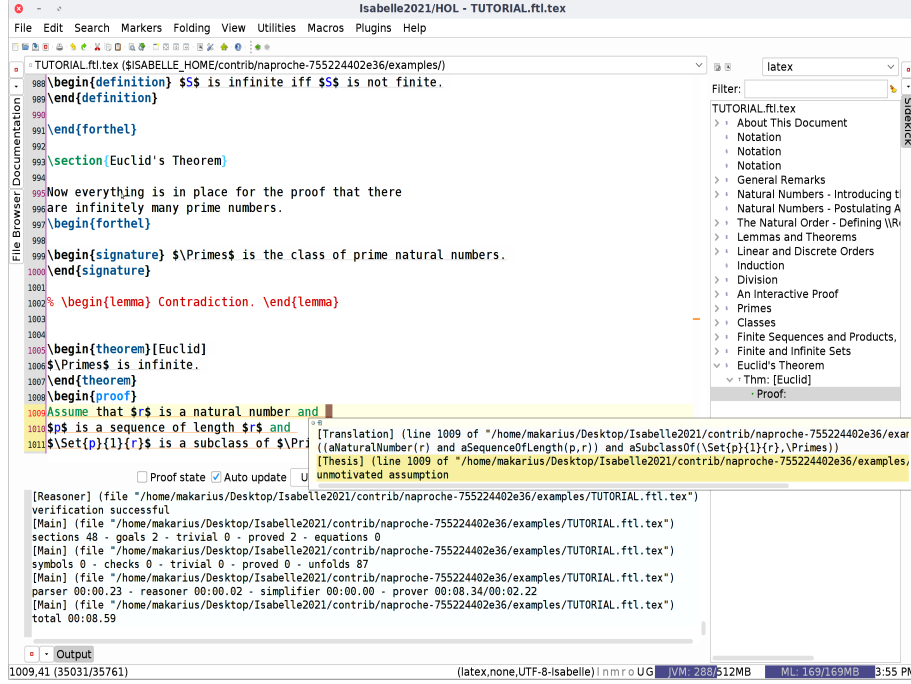 Isabelle2021/HOL - TUTORIAL.ftl.tex
File Edit Search Markers Folding View Utilities Macros Plugins Help
TUTORIAL.ftl.tex ($ISABELLE_HOME/contrib/naproche-755224402e36/examples/)
988 \begin{definition} $S$ is infinite iff $S$ is not finite.
989 \end{definition}
990
991 \end{forthel}
992
993 \section{Euclid's Theorem}
994
995 Now everything is in place for the proof that there
996 are infinitely many prime numbers.
997 \begin{forthel}
998
999 \begin{signature} $\Primes$ is the class of prime natural numbers.
1000 \end{signature}
1001
1002 % \begin{lemma} Contradiction. \end{lemma}
1003
1004
1005 \begin{theorem}[Euclid]
1006 $\Primes$ is infinite.
1007 \end{theorem}
1008 \begin{proof}
1009 Assume that $r$ is a natural number and
1010 $p$ is a sequence of length $r$ and
1011 $\Set{p}{1}{r}$ is a subclass of $\Pri
[Translation] (line 1009 of "/home/makarius/Desktop/Isabelle2021/contrib/naproche-755224402e36/exam
((aNaturalNumber(r) and aSequenceOfLength(p,r)) and aSubclassOf(\Set{p}{1}{r},\Primes))
[Thesis] (line 1009 of "/home/makarius/Desktop/Isabelle2021/contrib/naproche-755224402e36/examples/
unmotivated assumption
Proof state Auto update U
[Reasoner] (file "/home/makarius/Desktop/Isabelle2021/contrib/naproche-755224402e36/examples/TUTORIAL.ftl.tex")
verification successful
[Main] (file "/home/makarius/Desktop/Isabelle2021/contrib/naproche-755224402e36/examples/TUTORIAL.ftl.tex")
sections 48 - goals 2 - trivial 0 - proved 2 - equations 0
[Main] (file "/home/makarius/Desktop/Isabelle2021/contrib/naproche-755224402e36/examples/TUTORIAL.ftl.tex")
symbols 0 - checks 0 - trivial 0 - proved 0 - unfolds 87
[Main] (file "/home/makarius/Desktop/Isabelle2021/contrib/naproche-755224402e36/examples/TUTORIAL.ftl.tex")
parser 00:00.23 - reasoner 00:00.02 - simplifier 00:00.00 - prover 00:08.34/00:02.22
[Main] (file "/home/makarius/Desktop/Isabelle2021/contrib/naproche-755224402e36/examples/TUTORIAL.ftl.tex")
total 00:08.59
Output
File Browser
Documentation
latex
Filter:
Sidekick
TUTORIAL.ftl.tex
About This Document
Notation
Notation
Notation
General Remarks
Natural Numbers - Introducing t
Natural Numbers - Postulating A
The Natural Order - Defining \\R
Lemmas and Theorems
Linear and Discrete Orders
Induction
Division
An Interactive Proof
Primes
Classes
Finite Sequences and Products,
Finite and Infinite Sets
Euclid's Theorem
Thm: [Euclid]
Proof:
1009,41 (35031/35761)
(latex,none,UTF-8-Isabelle) l n m r o U G JVM: 288/512MB ML: 169/169MB 3:55 PM